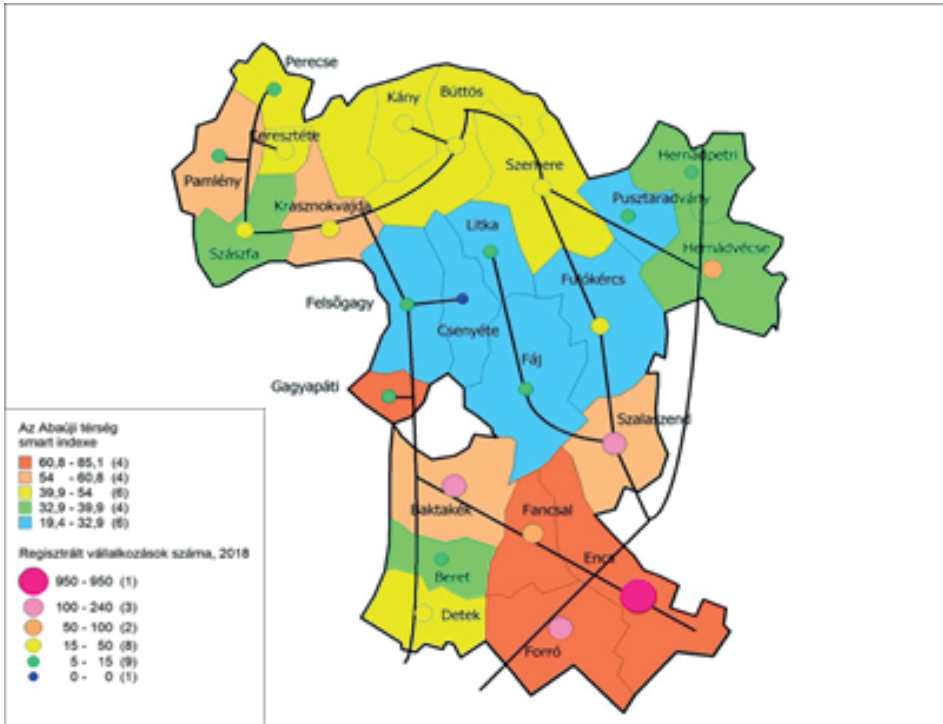 Perecse
Kány
Büttös
Keresztéte
Szemere
Hernádpetri
Pamlény
Pusztaradvány
Krasznokvajda
Litka
Szászfa
Hernádvécse
Fulókércs
Felsőgagy
Csenyéte
Fáj
Gagyapáti
Szalaszend
Baktakék
Fancsal
Encs
Beret
Detek
Forró
Az Abaúji térség
smart indexe
60,8 - 85,1 (4)
54 - 60,8 (4)
39,9 - 54 (6)
32,9 - 39,9 (4)
19,4 - 32,9 (6)
Regisztrált vállalkozások száma, 2018
950 - 950 (1)
100 - 240 (3)
50 - 100 (2)
15 - 50 (8)
5 - 15 (9)
0 - 0 (1)